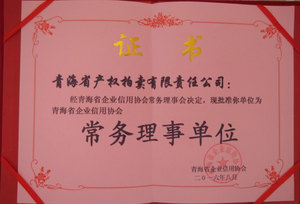 证书
青海省产权拍卖有限责任公司：
经青海省企业信用协会常务理事会决定，现批准你单位为
青海省企业信用协会
常务理事单位
青海省企业信用协会
二〇一六年八月